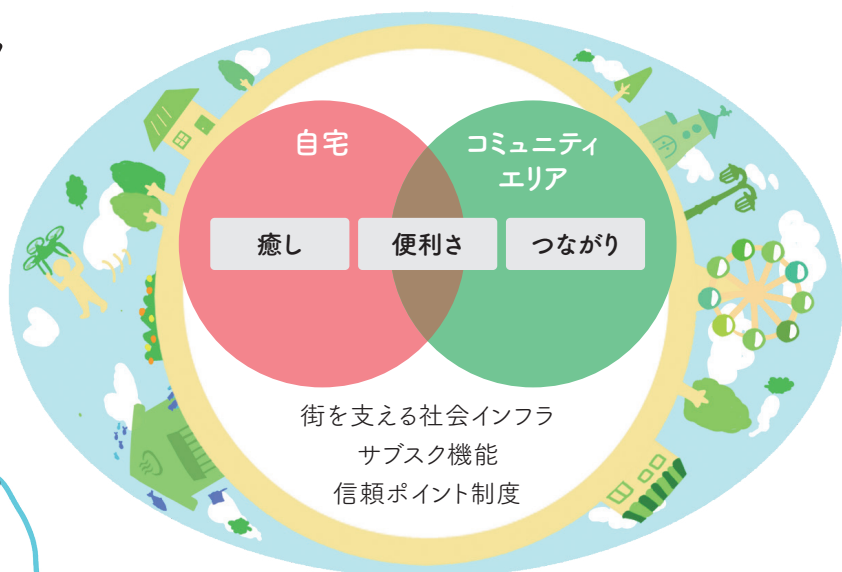 自宅
コミュニティ
エリア
癒し
便利さ
つながり
街を支える社会インフラ
サブスク機能
信頼ポイント制度